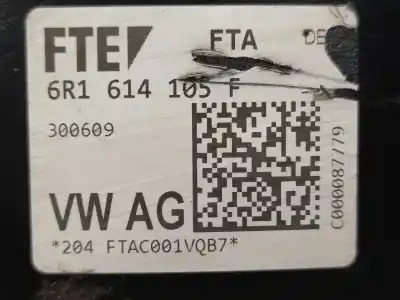 FTE FTA
6R1 614 105 F
300609
VW AG
*204 FTAC001VQB7*
C000087779